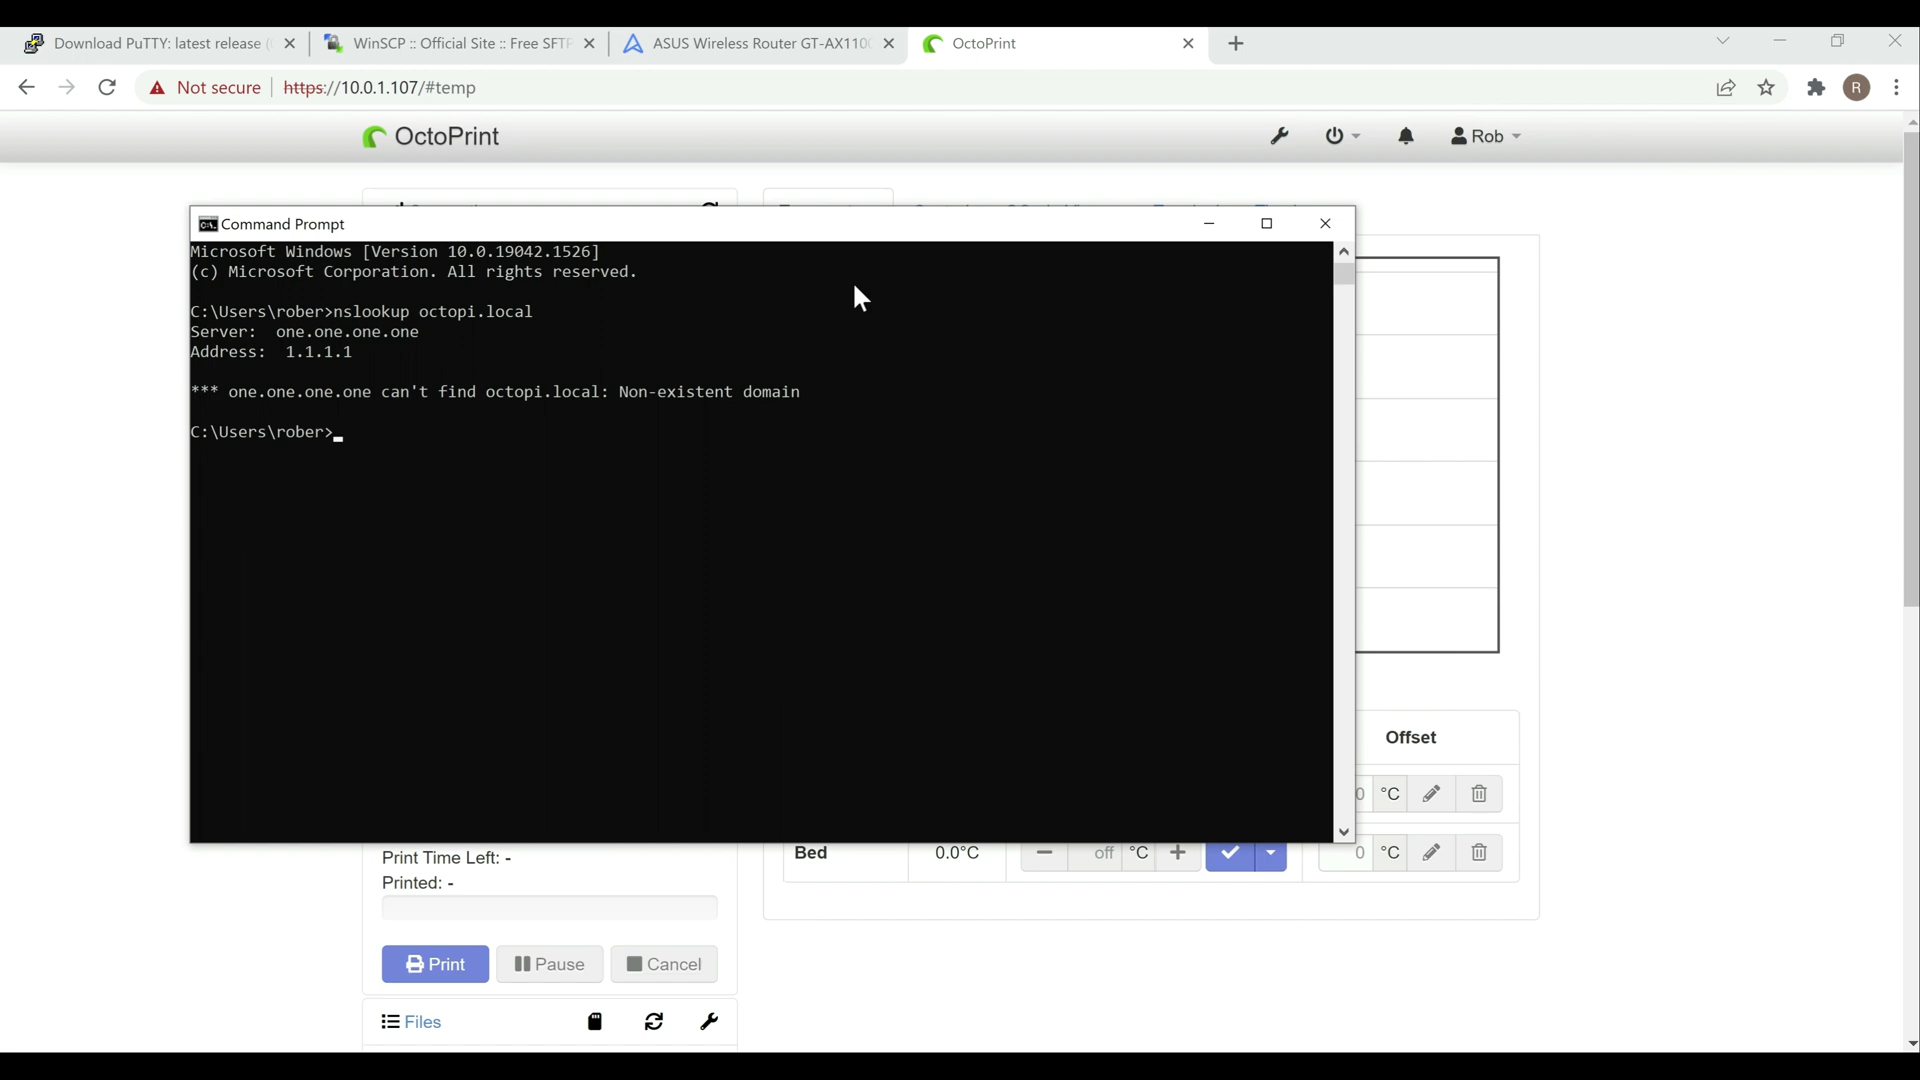 Download PuTTY: latest release (
WinSCP :: Official Site :: Free SFTP
ASUS Wireless Router GT-AX1100
OctoPrint
Not secure
https://10.0.1.107/#temp
R
OctoPrint
Rob
Command Prompt
Microsoft Windows [Version 10.0.19042.1526]
(c) Microsoft Corporation. All rights reserved.
C:\Users\rober>nslookup octopi.local
Server:  one.one.one.one
Address:  1.1.1.1
*** one.one.one.one can't find octopi.local: Non-existent domain
C:\Users\rober>
Offset
0 °C
Bed 0.0°C off °C 0 °C
Print Time Left: -
Printed: -
Print Pause Cancel
Files